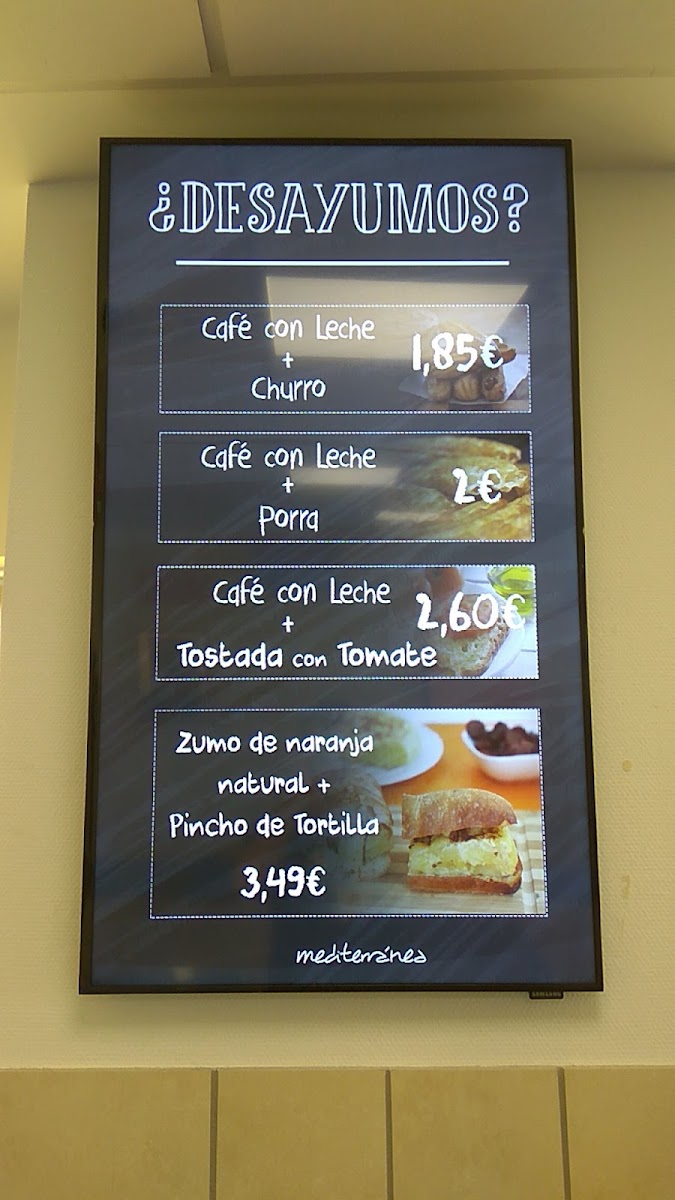 ¿DESAYUMOS?
Café con Leche
+
Churro
1,85€
Café con Leche
+
Porra
2€
Café con Leche
+
Tostada con Tomate
2,60€
Zumo de naranja
natural +
Pincho de Tortilla
3,49€
mediterránea
SAMSUNG